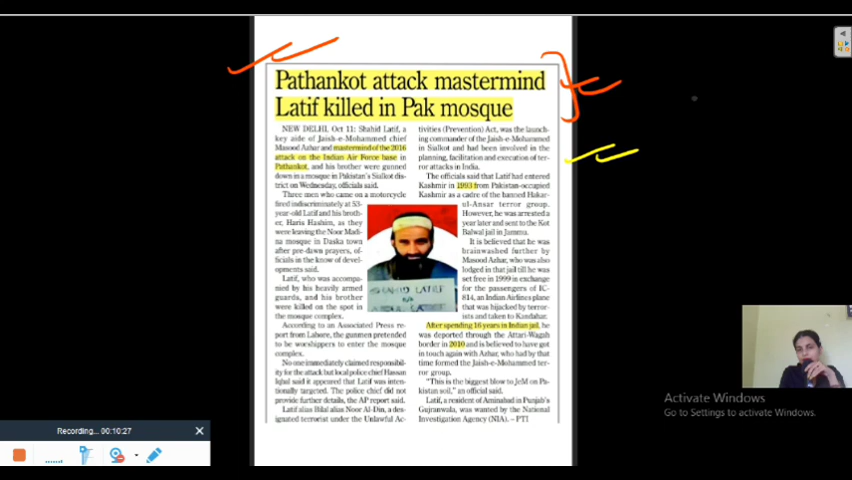 Pathankot attack mastermind
Latif killed in Pak mosque
NEW DELHI, Oct 11: Shahid Latif, a
key aide of Jaish-e-Mohammed chief
Masood Azhar and mastermind of the 2016
attack on the Indian Air Force base in
Pathankot, and his brother were gunned
down in a mosque in Pakistan's Sialkot dis-
trict on Wednesday, officials said.
Three men who came on a motorcycle
fired indiscriminately at 53-
year-old Latif and his broth-
er, Haris Hashim, as they
were leaving the Noor Madi-
na mosque in Daska town
after pre-dawn prayers, of-
ficials in the know of devel-
opments said.
Latif, who was accompa-
nied by his heavily armed
guards, and his brother
were killed on the spot in
the mosque complex.
According to an Associated Press re-
port from Lahore, the gunmen pretended
to be worshippers to enter the mosque
complex.
No one immediately claimed responsibil-
ity for the attack but local police chief Hassan
Iqbal said it appeared that Latif was inten-
tionally targeted. The police chief did not
provide further details, the AP report said.
Latif alias Bilal alias Noor Al-Din, a des-
ignated terrorist under the Unlawful Ac-
tivities (Prevention) Act, was the launch-
ing commander of the Jaish-e-Mohammed
in Sialkot and had been involved in the
planning, facilitation and execution of ter-
ror attacks in India.
The officials said that Latif had entered
Kashmir in 1993 from Pakistan-occupied
Kashmir as a cadre of the banned Harkat-
ul-Ansar terror group.
However, he was arrested a
year later and sent to the Kot
Balwal jail in Jammu.
It is believed that he was
brainwashed further by
Masood Azhar, who was also
lodged in that jail till he was
set free in 1999 in exchange
for the passengers of IC-
814, an Indian Airlines plane
that was hijacked by terror-
ists and taken to Kandahar.
After spending 16 years in Indian jail, he
was deported through the Attari-Wagah
border in 2010 and is believed to have got
in touch again with Azhar, who had by that
time formed the Jaish-e-Mohammed ter-
ror group.
"This is the biggest blow to JeM on Pa-
kistan soil," an official said.
Latif, a resident of Aminabad in Punjab's
Gujranwala, was wanted by the National
Investigation Agency (NIA). – PTI
SHAHID LATIF
LATIF
Activate Windows
Go to Settings to activate Windows.
Recording... 00:10:27